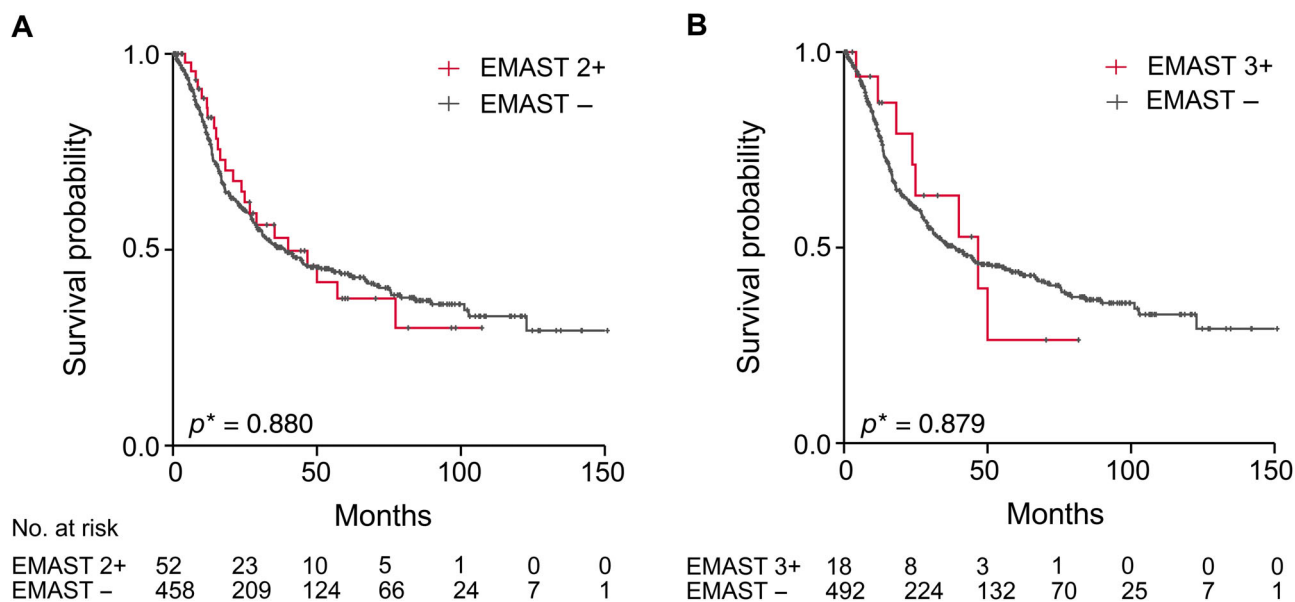 A
1.0
0.5
0.0
Survival probability
EMAST 2+
EMAST –
p* = 0.880
0 50 100 150
Months
No. at risk
EMAST 2+ 52 23 10 5 1 0 0
EMAST – 458 209 124 66 24 7 1
B
1.0
0.5
0.0
Survival probability
EMAST 3+
EMAST –
p* = 0.879
0 50 100 150
Months
EMAST 3+ 18 8 3 1 0 0 0
EMAST – 492 224 132 70 25 7 1